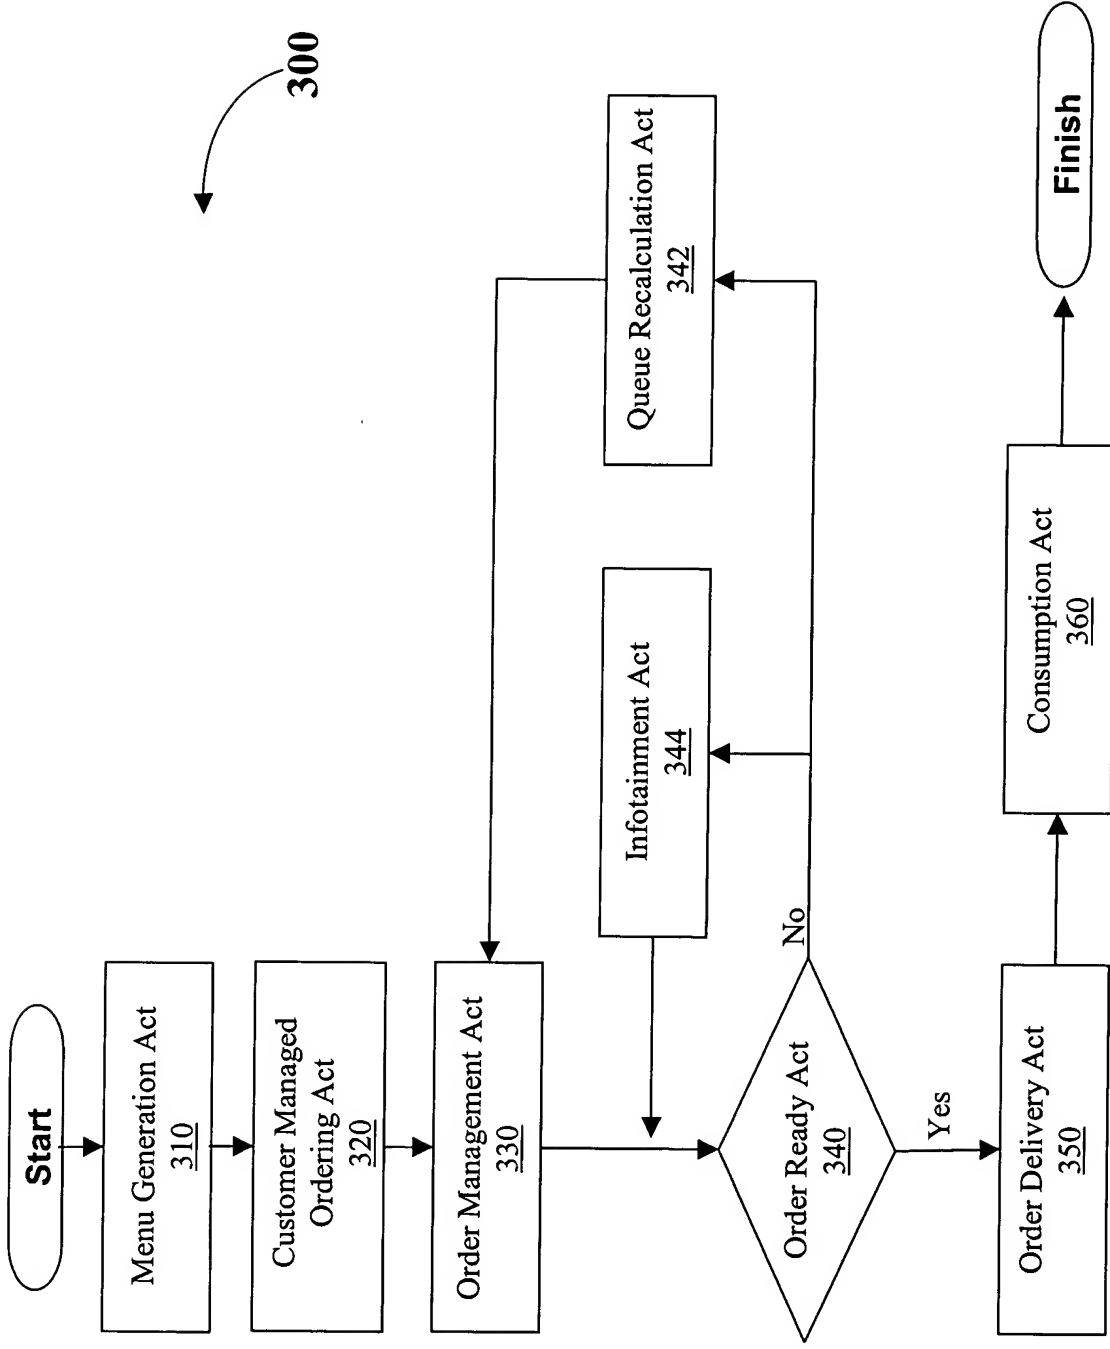 300
Start
Menu Generation Act
310
Customer Managed
Ordering Act
320
Order Management Act
330
Queue Recalculation Act
342
Infotainment Act
344
Order Ready Act
340
No
Yes
Order Delivery Act
350
Consumption Act
360
Finish